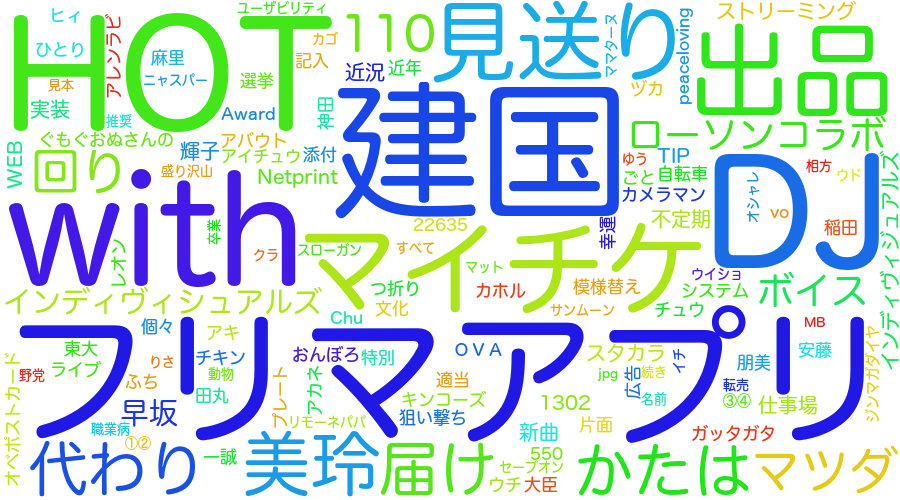 ユーザビリティ
ストリーミング
ヒィ
ひとり
アレンラビ
HOT
110
カゴ
記入
見送り
ママターヌ
ヅカ
peaceloving
出品
麻里
ニャスパー
選挙
近況
近年
見本
実装
推奨
Award
神田
建国
ローソンコラボ
WEB
ぐもぐおぬさんの
輝子
アバウト
アイチュウ
添付
回り
盛り沢山
Netprint
ゆう
TIP
ごと
自転車
カメラマン
DJ
オシャレ
相方
ウド
vo
稲田
インディヴィジュアルズ
with
卒業
22635
幸運
不定期
レオン
クラ
スローガン
すべて
マイチケ
マット
ウイショ
つ折り
カホル
模様替え
システム
ボイス
インディヴィシュアルズ
文化
サンムーン
チュウ
Chu
フリマアプリ
個々
アキ
東大
ライブ
りさ
チキン
おんぼろ
特別
OVA
スタカラ
イチ
朋美
MB
安藤
オペポストカード
野党
ふち
動物
プレート
アカネ
適当
jpg
広告
続き
転売
ジンマガダイヤ
早坂
田丸
リモーネパパ
キンコーズ
狙い撃ち
1302
名前
③④
仕事場
職業病
①②
新曲
片面
ガッタガタ
代わり
一誠
美玲
届け
550
セーブオン
ウチ
大臣
かたは
マツダ